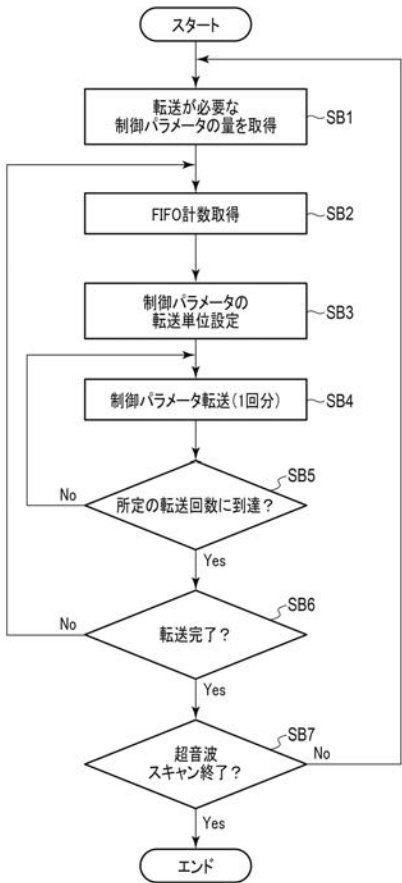 スタート
転送が必要な
制御パラメータの量を取得
SB1
FIFO計数取得
SB2
制御パラメータの
転送単位設定
SB3
制御パラメータ転送(1回分)
SB4
所定の転送回数に到達?
SB5
No
Yes
転送完了?
SB6
No
Yes
超音波
スキャン終了?
SB7
No
Yes
エンド